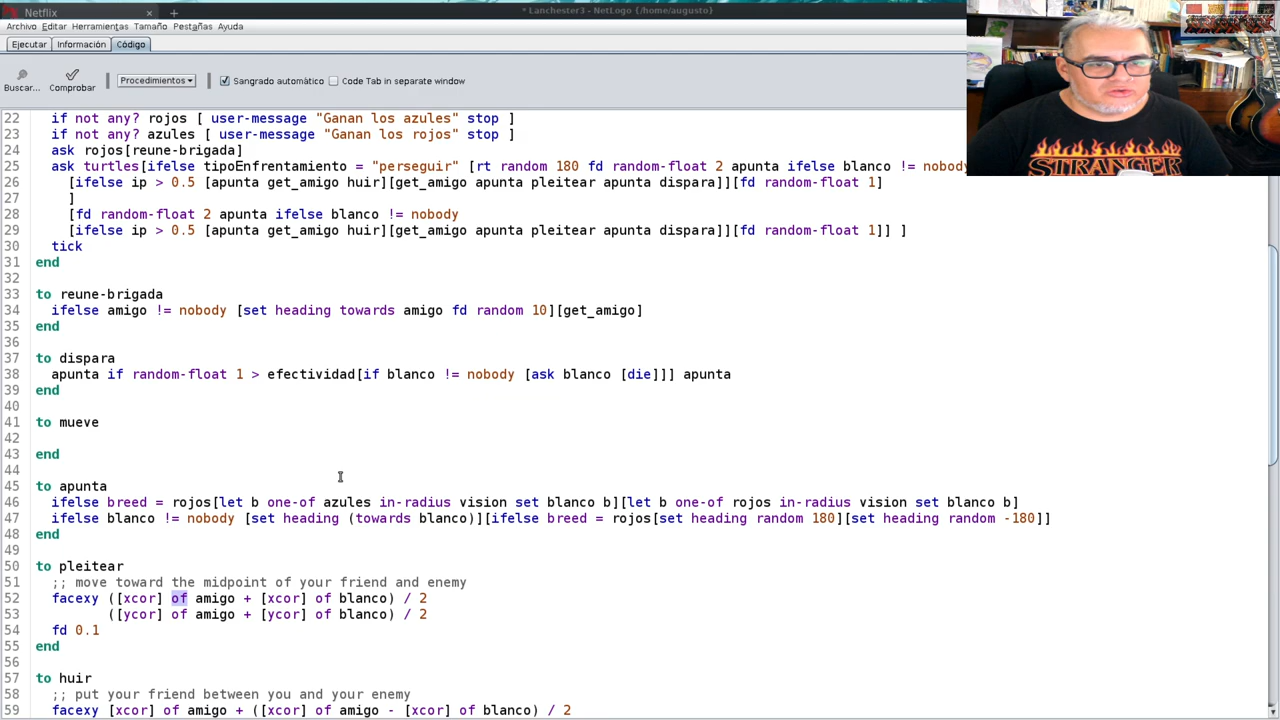 Netflix × +
* Lanchester3 - NetLogo {/home/augusto}
Archivo Editar Herramientas Tamaño Pestañas Ayuda
Ejecutar Información Código
Buscar... Comprobar Procedimientos Sangrado automático Code Tab in separate window
STRANGER
22 if not any? rojos [ user-message "Ganan los azules" stop ]
23 if not any? azules [ user-message "Ganan los rojos" stop ]
24 ask rojos[reune-brigada]
25 ask turtles[ifelse tipoEnfrentamiento = "perseguir" [rt random 180 fd random-float 2 apunta ifelse blanco != nobody
26 [ifelse ip > 0.5 [apunta get_amigo huir][get_amigo apunta pleitear apunta dispara]][fd random-float 1]
27 ]
28 [fd random-float 2 apunta ifelse blanco != nobody
29 [ifelse ip > 0.5 [apunta get_amigo huir][get_amigo apunta pleitear apunta dispara]][fd random-float 1]] ]
30 tick
31 end
32
33 to reune-brigada
34 ifelse amigo != nobody [set heading towards amigo fd random 10][get_amigo]
35 end
36
37 to dispara
38 apunta if random-float 1 > efectividad[if blanco != nobody [ask blanco [die]]] apunta
39 end
40
41 to mueve
42
43 end
44
45 to apunta
46 ifelse breed = rojos[let b one-of azules in-radius vision set blanco b][let b one-of rojos in-radius vision set blanco b]
47 ifelse blanco != nobody [set heading (towards blanco)][ifelse breed = rojos[set heading random 180][set heading random -180]]
48 end
49
50 to pleitear
51 ;; move toward the midpoint of your friend and enemy
52 facexy ([xcor] of amigo + [xcor] of blanco) / 2
53 ([ycor] of amigo + [ycor] of blanco) / 2
54 fd 0.1
55 end
56
57 to huir
58 ;; put your friend between you and your enemy
59 facexy [xcor] of amigo + ([xcor] of amigo - [xcor] of blanco) / 2